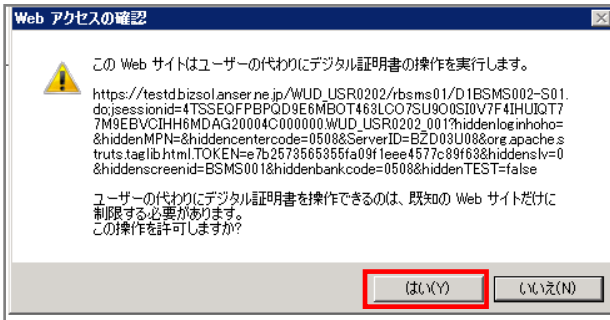 Web アクセスの確認
この Web サイトはユーザーの代わりにデジタル証明書の操作を実行します。
https://testd.bizsol.anser.ne.jp/WUD_USR0202/rbsms01/D1BSMS002-S01.
do;jsessionid=4TSSEQFPBPQD9E6MBOT463LCO7SU9O0SI0V7F4IHUIQT7
7M9EBVCIHH6MDAG20004C000000.WUD_USR0202_001?hiddenloginhoho=
&hiddenMPN=&hiddencentercode=0508&ServerID=BZD03U08&org.apache.s
truts.taglib.html.TOKEN=e7b2573565355fa09f1eee4577c89f63&hiddenslv=0
&hiddenscreenid=BSMS001&hiddenbankcode=0508&hiddenTEST=false
ユーザーの代わりにデジタル証明書を操作できるのは、既知の Web サイトだけに
制限する必要があります。
この操作を許可しますか?
はい(Y)
いいえ(N)